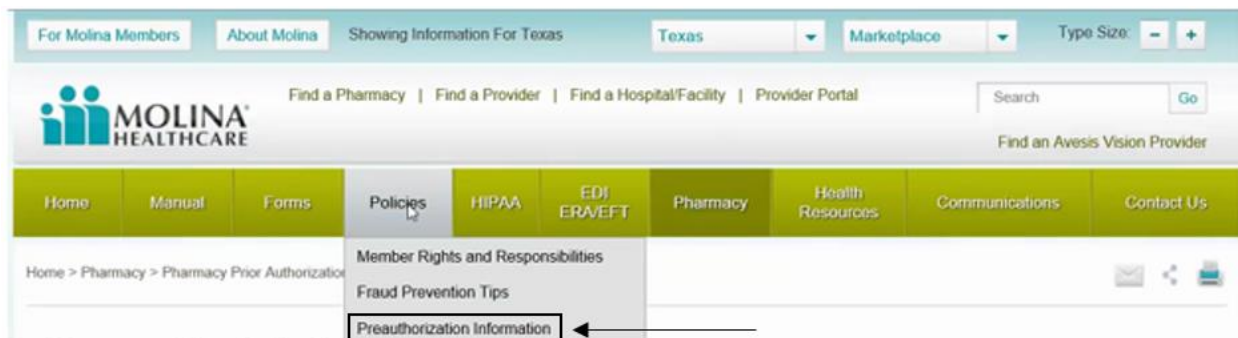 For Molina Members About Molina Showing Information For Texas Texas Marketplace Type Size: - +
Find a Pharmacy | Find a Provider | Find a Hospital/Facility | Provider Portal Search Go
MOLINA
HEALTHCARE
Find an Avesis Vision Provider
Home Manual Forms Policies HIPAA EDI ERA/EFT Pharmacy Health Resources Communications Contact Us
Member Rights and Responsibilities
Home > Pharmacy > Pharmacy Prior Authorization
Fraud Prevention Tips
Preauthorization Information